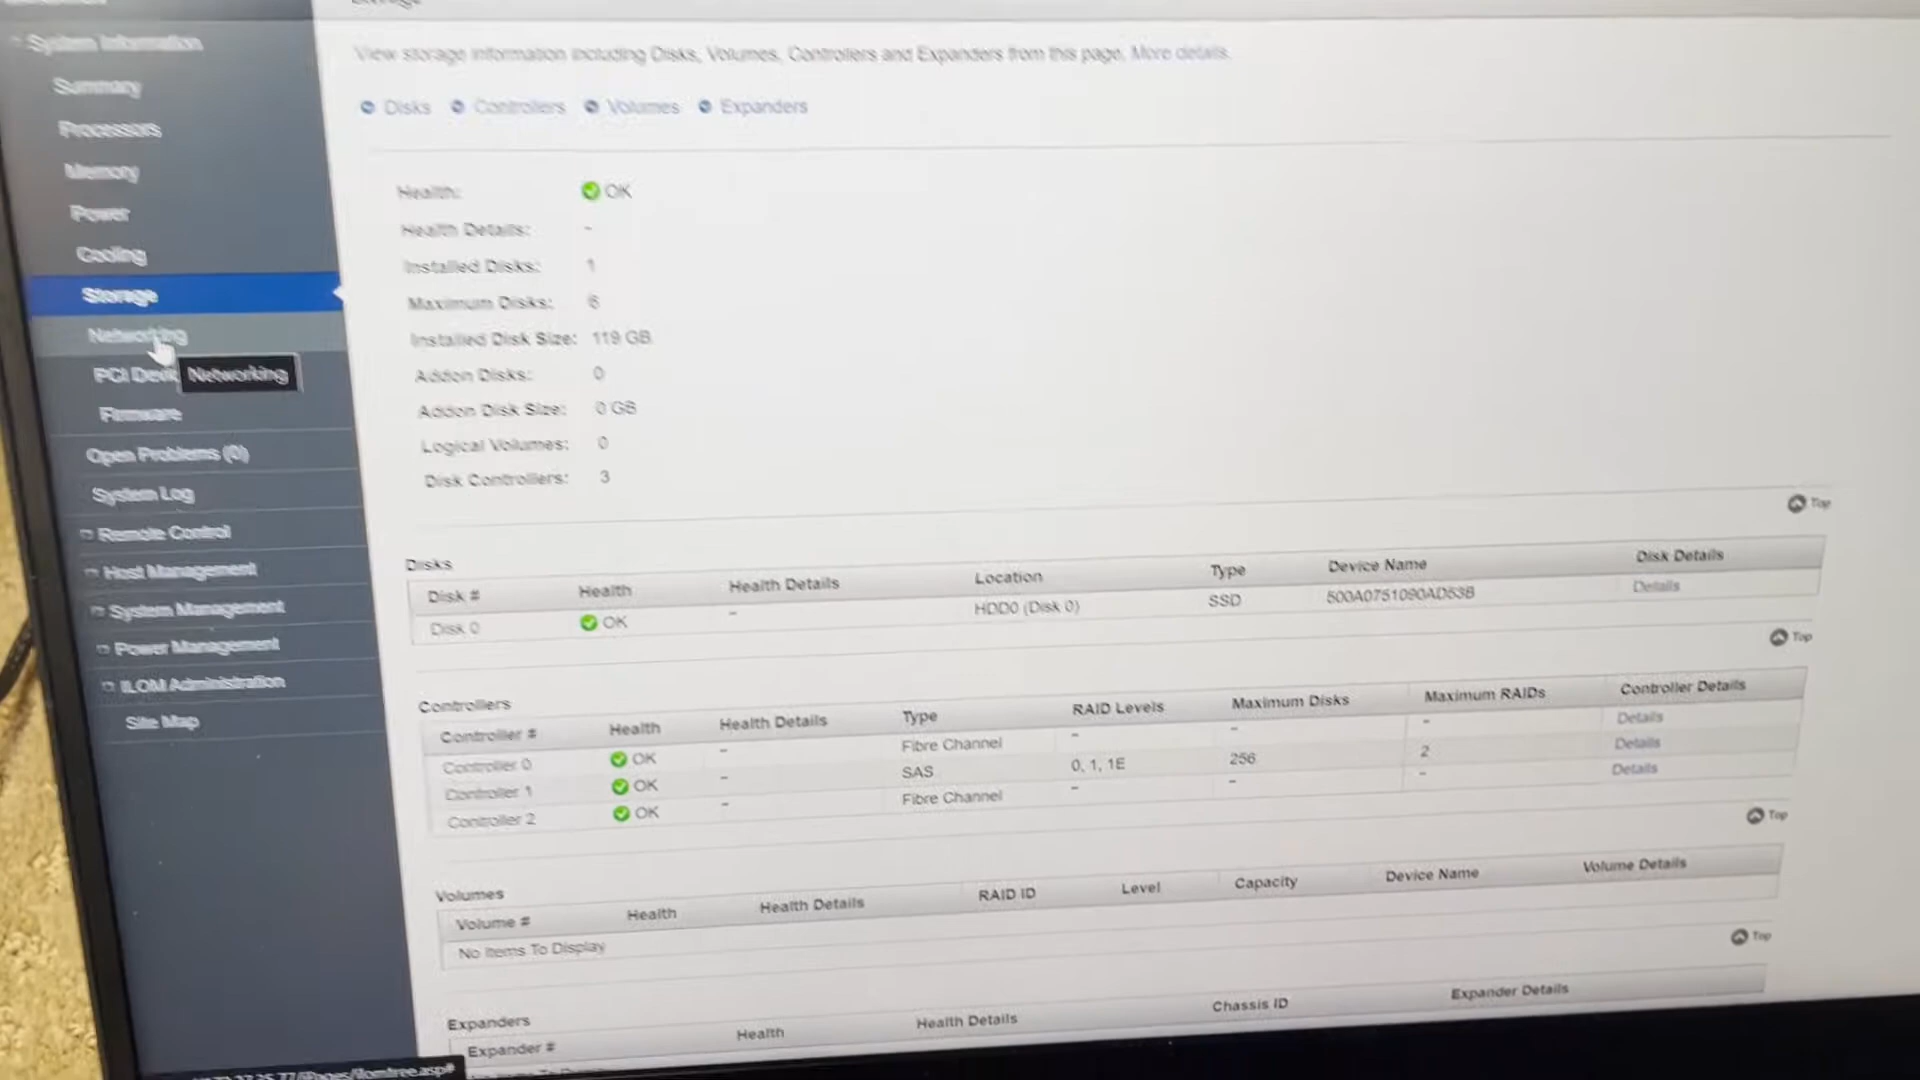 System Information
Summary
Processors
Memory
Power
Cooling
Storage
Networking
PCI Devic
Networking
Firmware
Open Problems (0)
System Log
Remote Control
Host Management
System Management
Power Management
ILOM Administration
Site Map
View storage information including Disks, Volumes, Controllers and Expanders from this page. More details.
Disks Controllers Volumes Expanders
Health: OK
Health Details: -
Installed Disks: 1
Maximum Disks: 6
Installed Disk Size: 119 GB
Addon Disks: 0
Addon Disk Size: 0 GB
Logical Volumes: 0
Disk Controllers: 3
Top
Disks
Disk # Health Health Details Location Type Device Name Disk Details
Disk 0 OK - HDD0 (Disk 0) SSD 500A0751090AD53B Details
Top
Controllers
Controller # Health Health Details Type RAID Levels Maximum Disks Maximum RAIDs Controller Details
Controller 0 OK - Fibre Channel - - - Details
Controller 1 OK - SAS 0, 1, 1E 256 2 Details
Controller 2 OK - Fibre Channel - - - Details
Top
Volumes
Volume # Health Health Details RAID ID Level Capacity Device Name Volume Details
No Items To Display
Top
Expanders
Expander # Health Health Details Chassis ID Expander Details